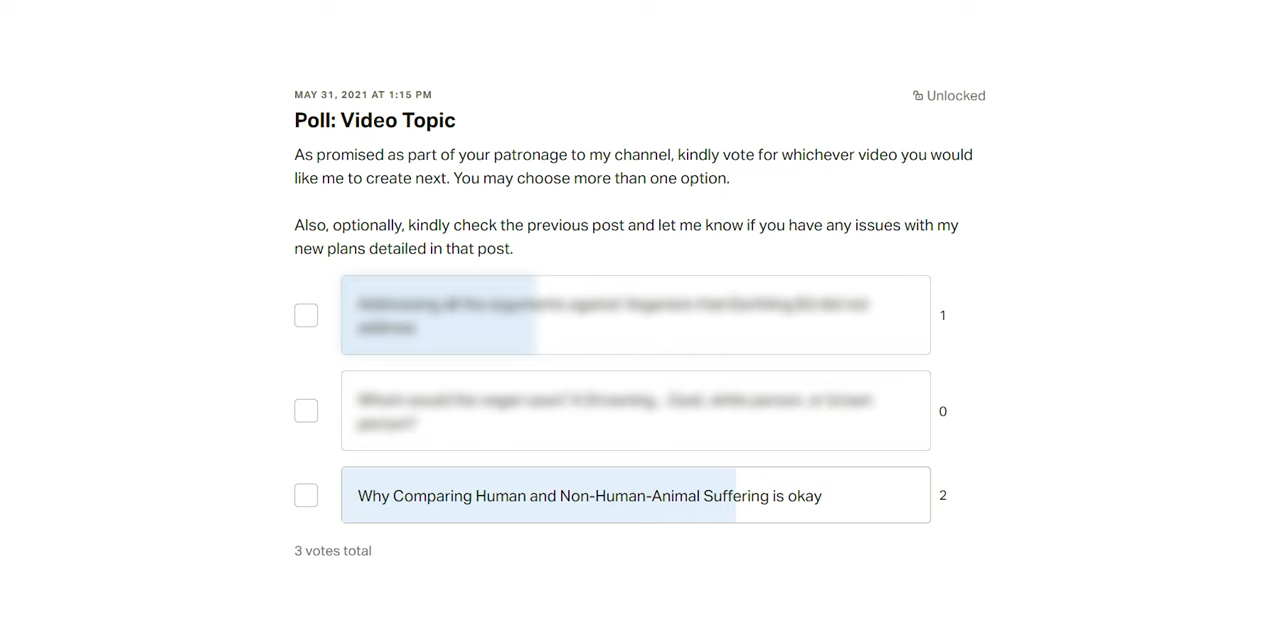 MAY 31, 2021 AT 1:15 PM
Unlocked
Poll: Video Topic
As promised as part of your patronage to my channel, kindly vote for whichever video you would
like me to create next. You may choose more than one option.
Also, optionally, kindly check the previous post and let me know if you have any issues with my
new plans detailed in that post.
1
0
Why Comparing Human and Non-Human-Animal Suffering is okay
2
3 votes total